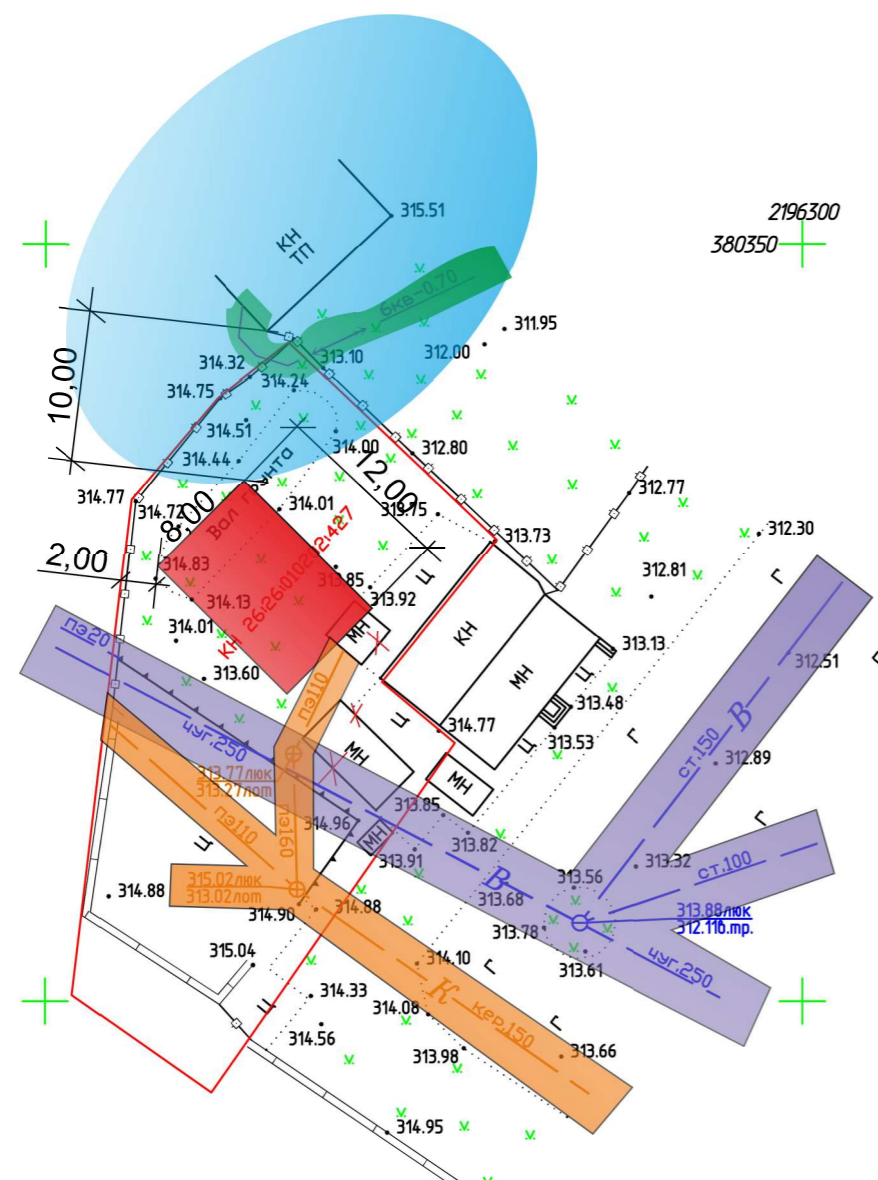 315.51
2196300
380350
КН
ТП
6кв-0.70
311.95
312.00
10,00
314.32
313.10
314.24
314.75
314.51
314.00
312.80
314.44
Вал грунта
12,00
312.77
314.77
314.72
8,00
314.01
313.75
313.73
312.30
2,00
314.83
КН 26:26:010202:427
313.85
313.92
Ц
312.81
Г
314.13
314.01
МН
КН
313.13
пэ20
313.60
пэ110
МН
Ц
312.51
Г
313.48
чуг.250
Ц
314.77
Ц
313.53
Г
ст.150
В
312.89
313.77люк
313.27лот
МН
МН
пэ110
пэ160
313.85
Г
Ц
314.96
МН
313.82
313.91
313.32
ст.100
315.02люк
313.02лот
В
313.56
314.88
314.90
314.88
313.68
313.88люк
312.11б.тр.
313.78
315.04
314.10
Г
313.61
чуг.250
314.33
Ц
К
314.08
кер.150
Г
314.56
313.98
313.66
314.95